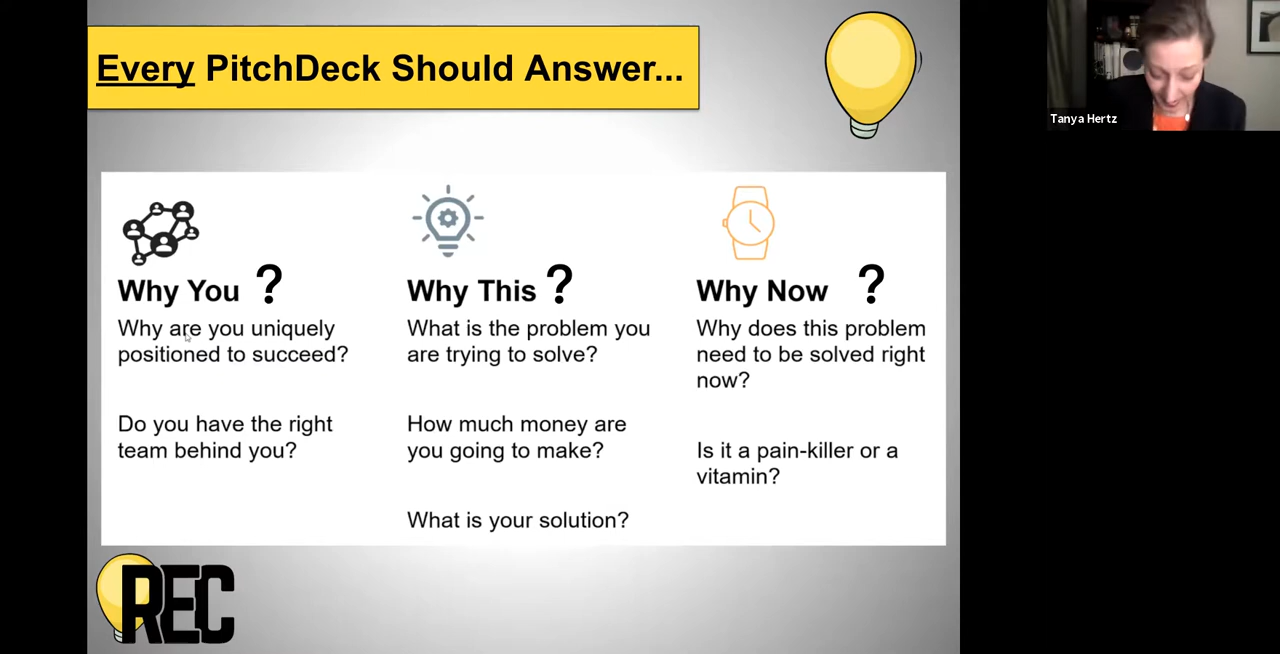 Every PitchDeck Should Answer...
Tanya Hertz
Why You ?
Why are you uniquely
positioned to succeed?
Do you have the right
team behind you?
Why This ?
What is the problem you
are trying to solve?
How much money are
you going to make?
What is your solution?
Why Now ?
Why does this problem
need to be solved right
now?
Is it a pain-killer or a
vitamin?
REC